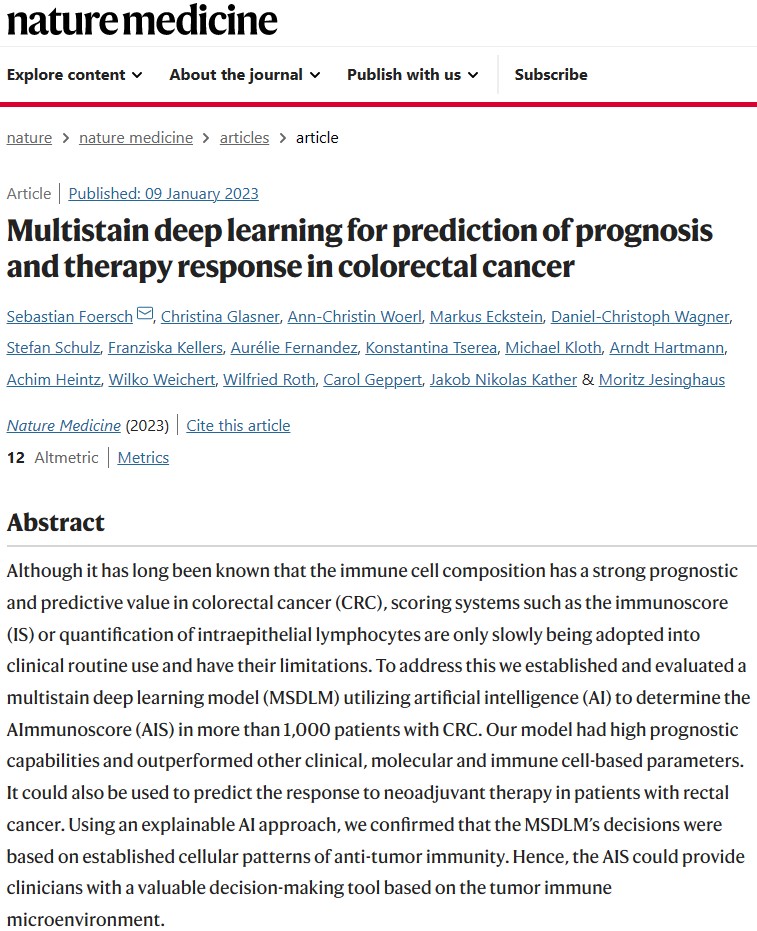 nature medicine
Explore content About the journal Publish with us Subscribe
nature > nature medicine > articles > article
Article | Published: 09 January 2023
Multistain deep learning for prediction of prognosis
and therapy response in colorectal cancer
Sebastian Foersch, Christina Glasner, Ann-Christin Woerl, Markus Eckstein, Daniel-Christoph Wagner,
Stefan Schulz, Franziska Kellers, Aurélie Fernandez, Konstantina Tserea, Michael Kloth, Arndt Hartmann,
Achim Heintz, Wilko Weichert, Wilfried Roth, Carol Geppert, Jakob Nikolas Kather & Moritz Jesinghaus
Nature Medicine (2023) | Cite this article
12 Altmetric | Metrics
Abstract
Although it has long been known that the immune cell composition has a strong prognostic
and predictive value in colorectal cancer (CRC), scoring systems such as the immunoscore
(IS) or quantification of intraepithelial lymphocytes are only slowly being adopted into
clinical routine use and have their limitations. To address this we established and evaluated a
multistain deep learning model (MSDLM) utilizing artificial intelligence (AI) to determine the
AImmunoscore (AIS) in more than 1,000 patients with CRC. Our model had high prognostic
capabilities and outperformed other clinical, molecular and immune cell-based parameters.
It could also be used to predict the response to neoadjuvant therapy in patients with rectal
cancer. Using an explainable AI approach, we confirmed that the MSDLM's decisions were
based on established cellular patterns of anti-tumor immunity. Hence, the AIS could provide
clinicians with a valuable decision-making tool based on the tumor immune
microenvironment.